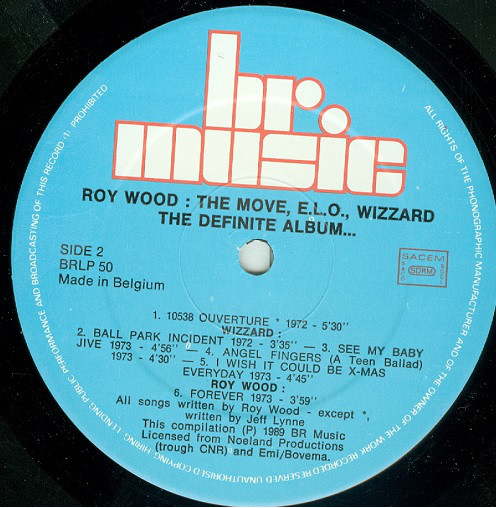 br.
music
ROY WOOD : THE MOVE, E.L.O., WIZZARD
THE DEFINITE ALBUM...
SIDE 2
BRLP 50
Made in Belgium
SACEM
SDRM
1. 10538 OUVERTURE * 1972 - 5'30"
WIZZARD :
2. BALL PARK INCIDENT 1972 - 3'35" — 3. SEE MY BABY
JIVE 1973 - 4'56" — 4. ANGEL FINGERS (A Teen Ballad)
1973 - 4'30" — 5. I WISH IT COULD BE X-MAS
EVERYDAY 1973 - 4'45"
ROY WOOD :
6. FOREVER 1973 - 3'59"
All songs written by Roy Wood - except *,
written by Jeff Lynne
This compilation (P) 1989 BR Music
Licensed from Noeland Productions
(trough CNR) and Emi/Bovema.
ALL RIGHTS OF THE PHONOGRAPHIC MANUFACTURER AND OF THE OWNER OF THE WORK RECORDED RESERVED UNAUTHORISED COPYING, HIRING, LENDING, PUBLIC PERFORMANCE AND BROADCASTING OF THIS RECORD PROHIBITED